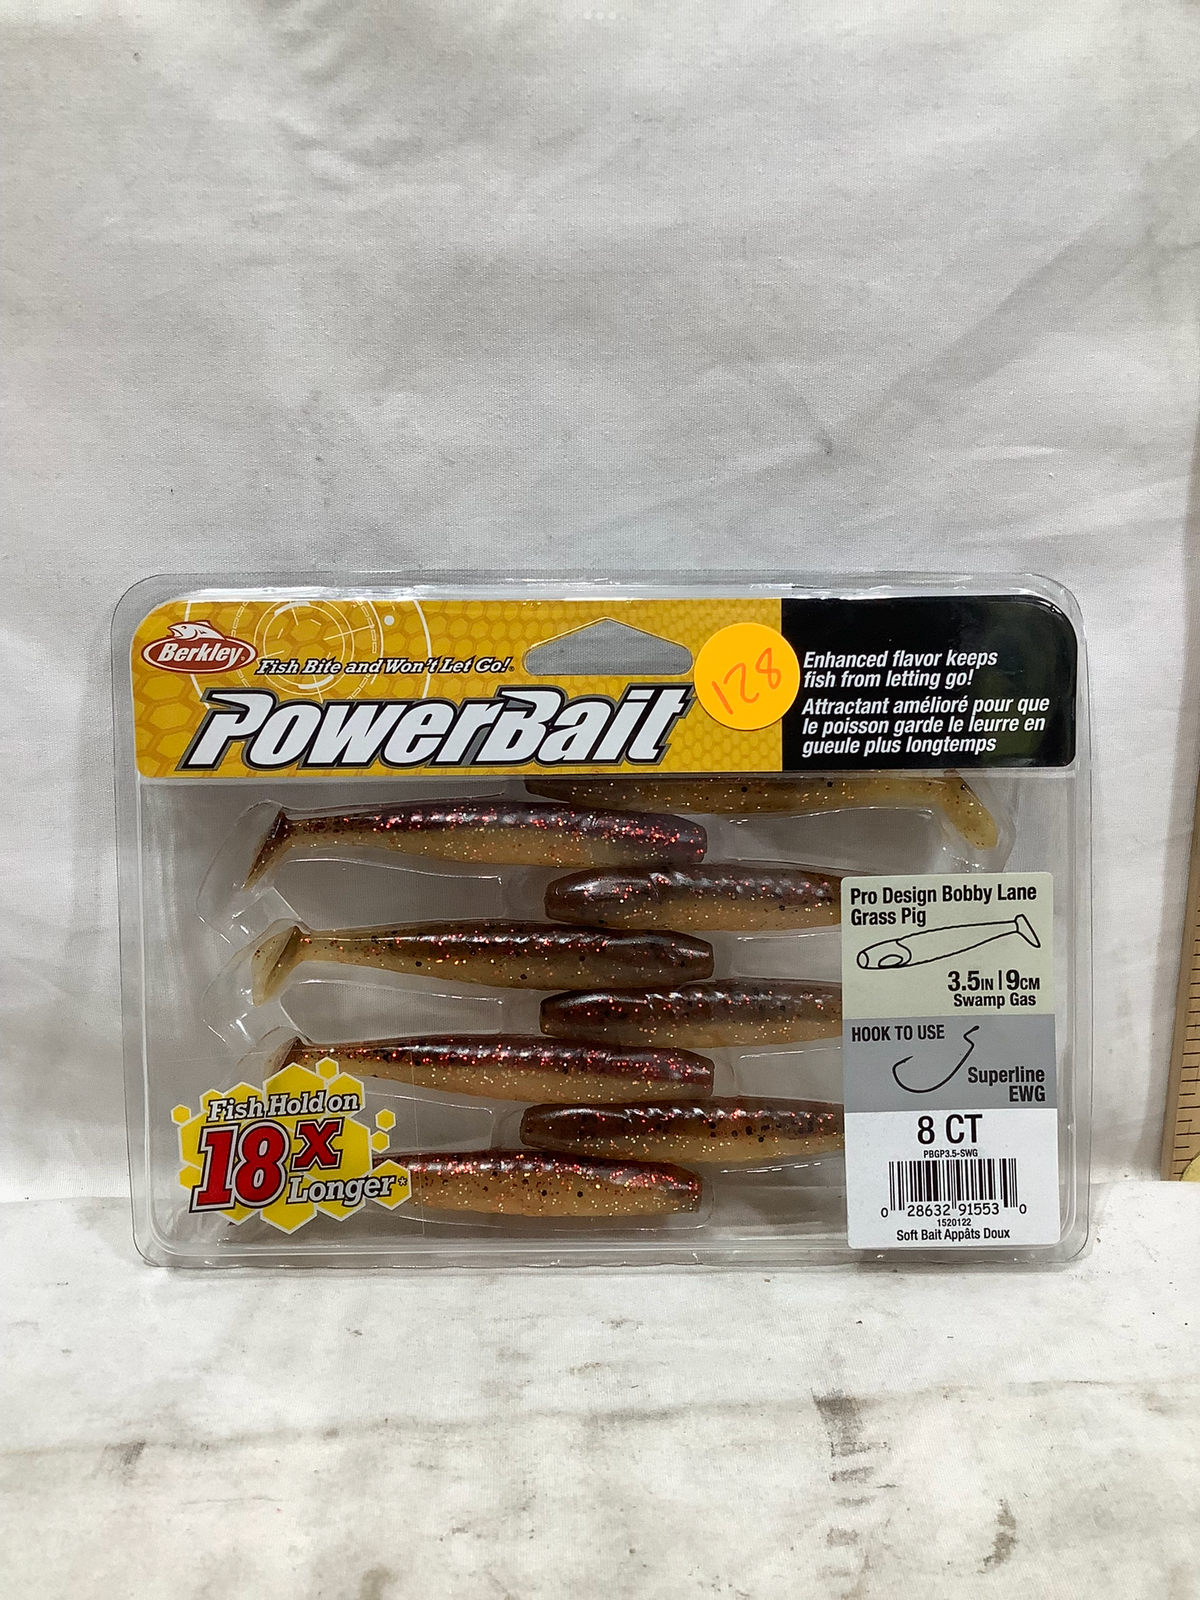 Berkley
Fish Bite and Won't Let Go!
PowerBait
128
Enhanced flavor keeps
fish from letting go!
Attractant amélioré pour que
le poisson garde le leurre en
gueule plus longtemps
Pro Design Bobby Lane
Grass Pig
3.5IN | 9CM
Swamp Gas
HOOK TO USE
Superline
EWG
8 CT
PBGP3.5-SWG
0 28632 91553 0
1520122
Soft Bait Appâts Doux
Fish Hold on
18x
Longer*